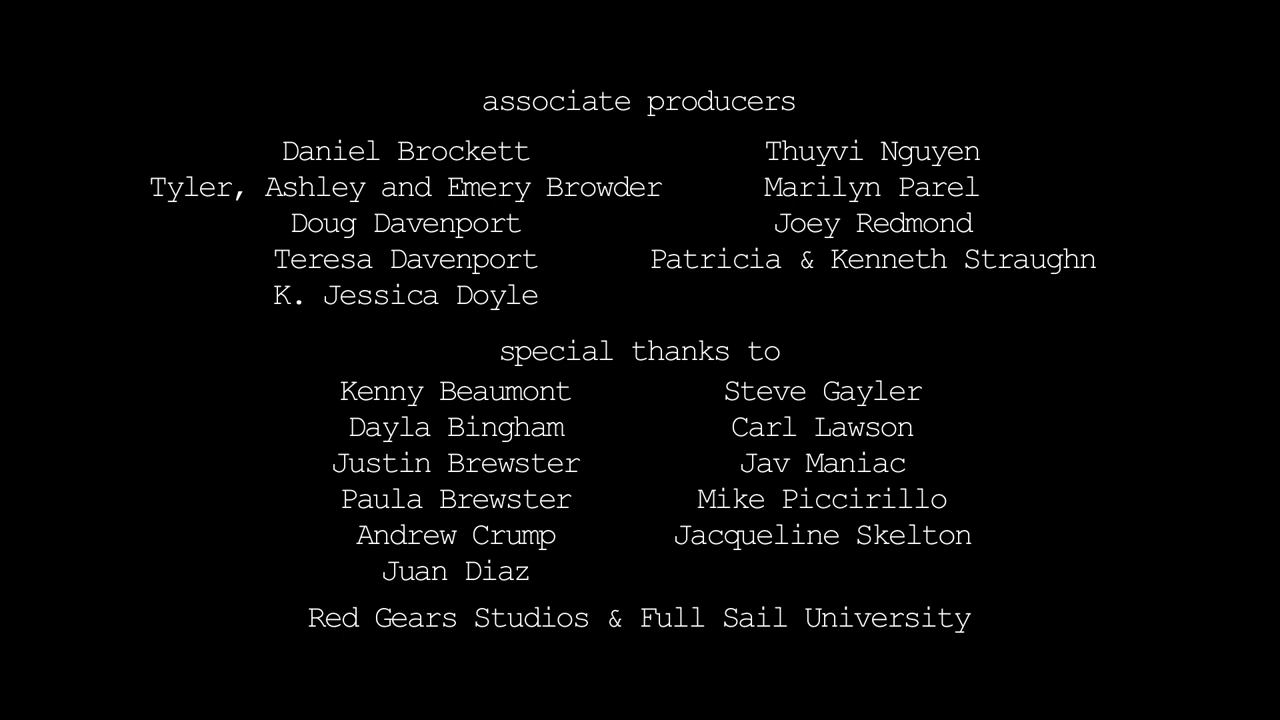 associate producers
Daniel Brockett
Tyler, Ashley and Emery Browder
Doug Davenport
Teresa Davenport
K. Jessica Doyle
Thuyvi Nguyen
Marilyn Parel
Joey Redmond
Patricia & Kenneth Straughn
special thanks to
Kenny Beaumont
Dayla Bingham
Justin Brewster
Paula Brewster
Andrew Crump
Juan Diaz
Steve Gayler
Carl Lawson
Jav Maniac
Mike Piccirillo
Jacqueline Skelton
Red Gears Studios & Full Sail University